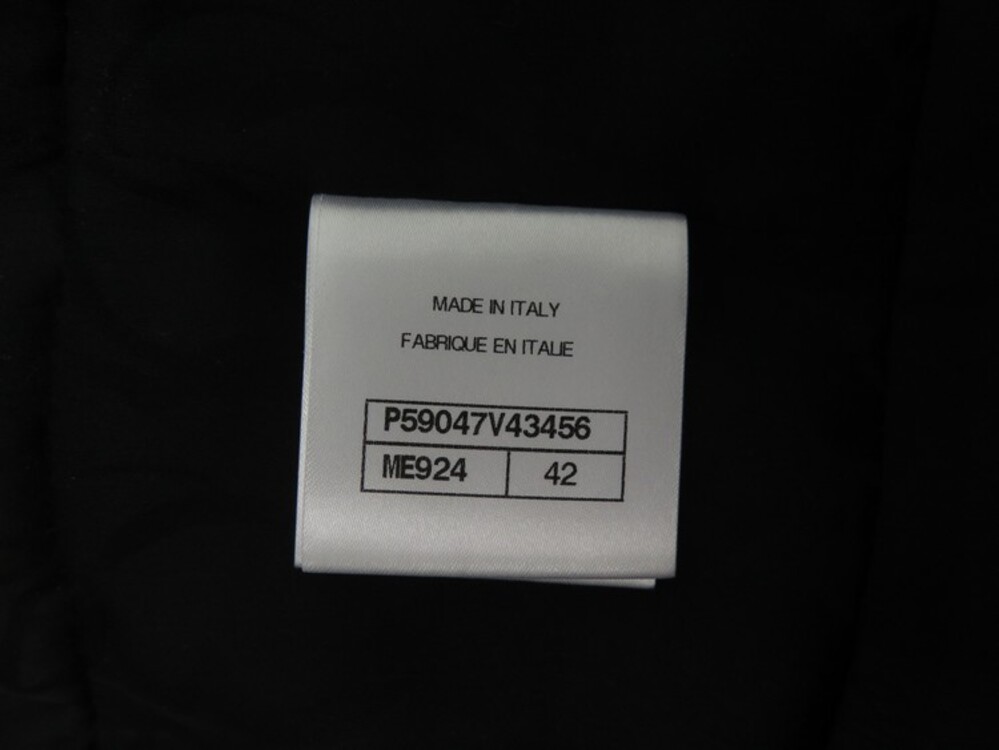 MADE IN ITALY
FABRIQUE EN ITALIE
P59047V43456
ME924 42